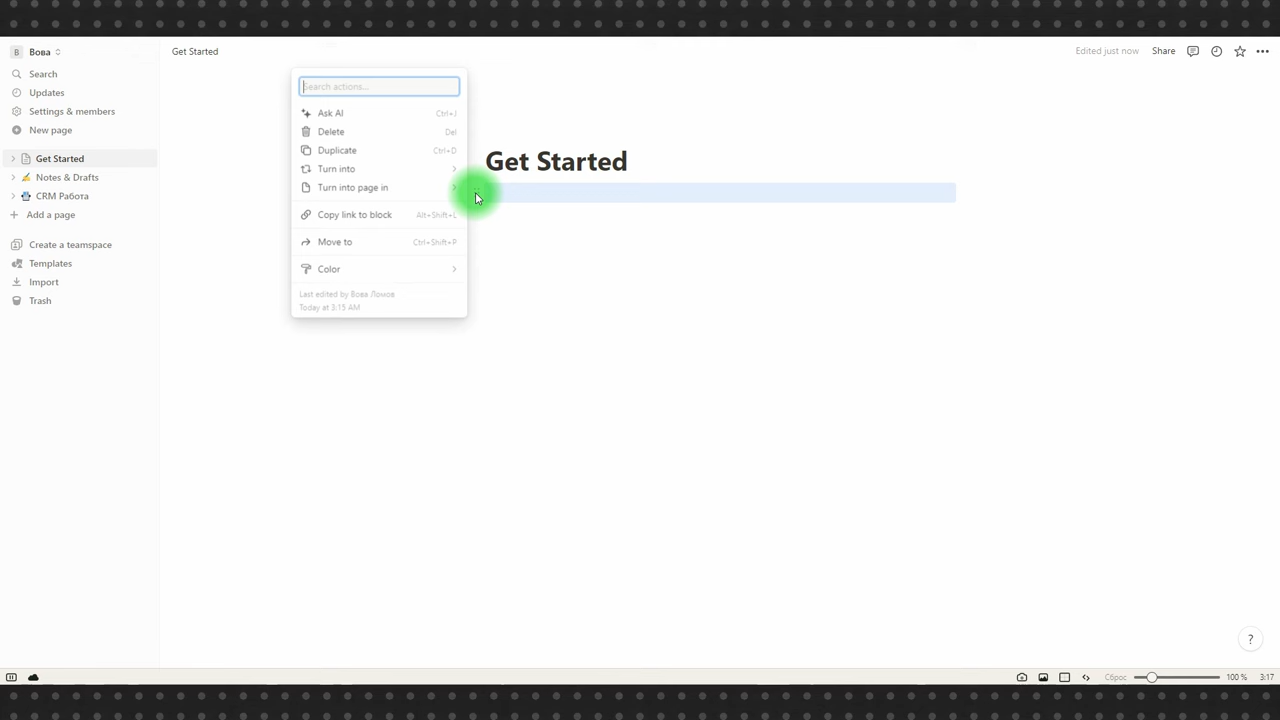 B Вова
Get Started
Edited just now Share
Search
Updates
Settings & members
New page
Get Started
Notes & Drafts
CRM Работа
Add a page
Create a teamspace
Templates
Import
Trash
Search actions...
Ask AI Ctrl+J
Delete Del
Duplicate Ctrl+D
Turn into
Turn into page in
Copy link to block Alt+Shift+L
Move to Ctrl+Shift+P
Color
Last edited by Вова Ломов
Today at 3:15 AM
Get Started
?
Сброс 100 % 3:17